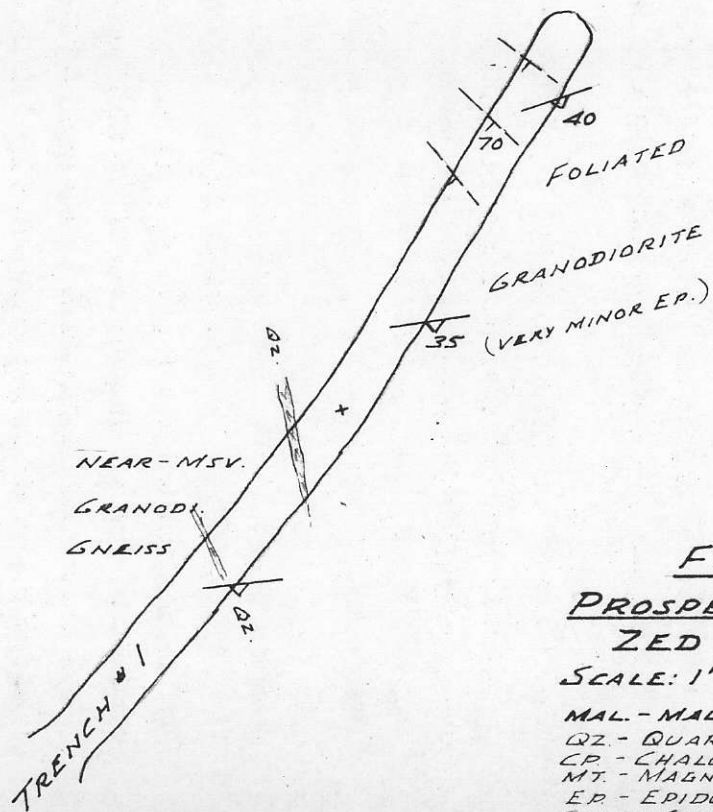 40
70
FOLIATED
GRANODIORITE
(VERY MINOR EP.)
35
QZ.
NEAR-MSV.
GRANOD.
GNEISS
QZ.
TRENCH #1
F
PROSPE
ZED
SCALE: 1"
MAL. - MAL
QZ. - QUAR
CP. - CHALC
MT. - MAGN
EP. - EPIDO